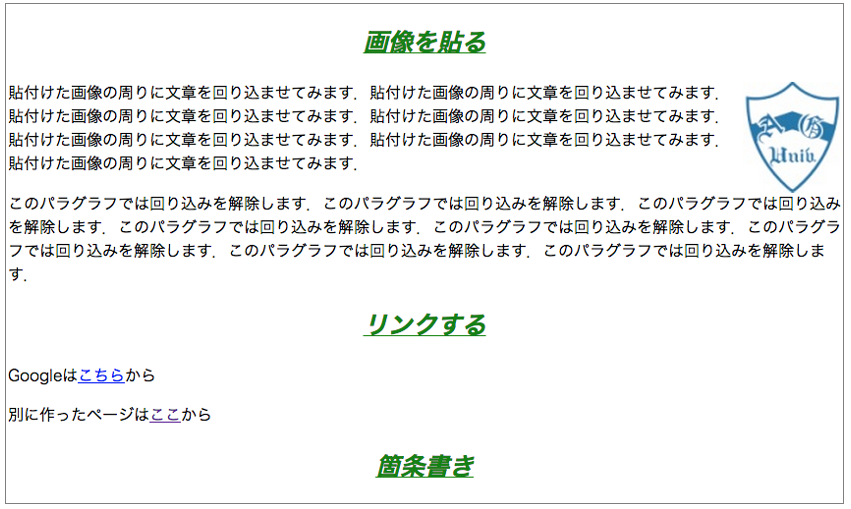 画像を貼る
貼付けた画像の周りに文章を回り込ませてみます．貼付けた画像の周りに文章を回り込ませてみます．
貼付けた画像の周りに文章を回り込ませてみます．貼付けた画像の周りに文章を回り込ませてみます．
貼付けた画像の周りに文章を回り込ませてみます．貼付けた画像の周りに文章を回り込ませてみます．
貼付けた画像の周りに文章を回り込ませてみます．
A G
Univ.
このパラグラフでは回り込みを解除します．このパラグラフでは回り込みを解除します．このパラグラフでは回り込み
を解除します．このパラグラフでは回り込みを解除します．このパラグラフでは回り込みを解除します．このパラグラ
フでは回り込みを解除します．このパラグラフでは回り込みを解除します．このパラグラフでは回り込みを解除しま
す．
リンクする
Googleはこちらから
別に作ったページはここから
箇条書き